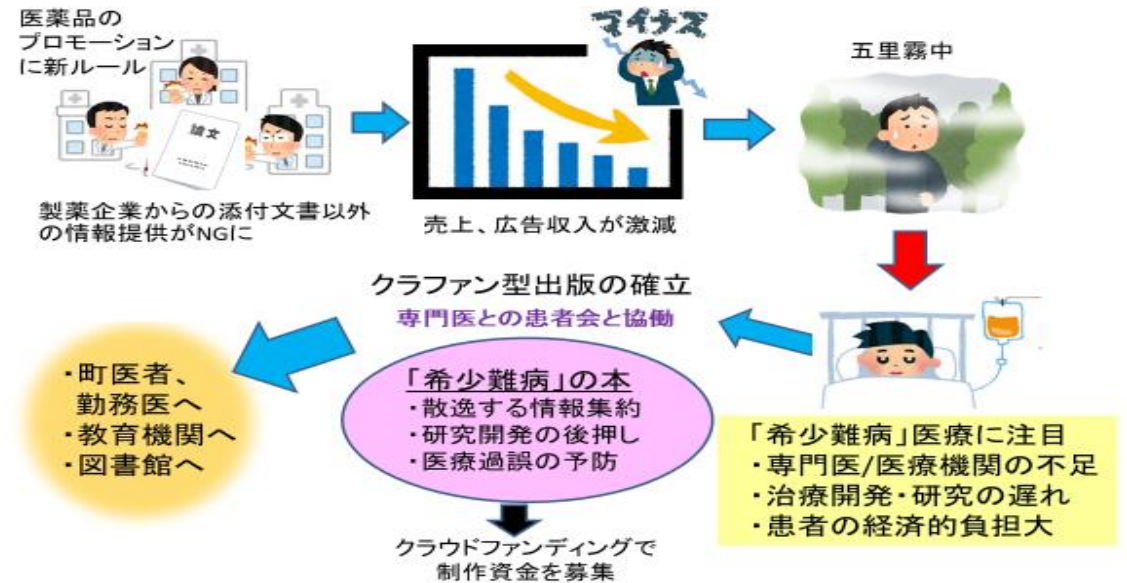 医薬品の
プロモーション
に新ルール
論文
製薬企業からの添付文書以外
の情報提供がNGに
マイナス
売上、広告収入が激減
五里霧中
「希少難病」医療に注目
・専門医/医療機関の不足
・治療開発・研究の遅れ
・患者の経済的負担大
クラファン型出版の確立
専門医との患者会と協働
「希少難病」の本
・散逸する情報集約
・研究開発の後押し
・医療過誤の予防
クラウドファンディングで
制作資金を募集
・町医者、
勤務医へ
・教育機関へ
・図書館へ